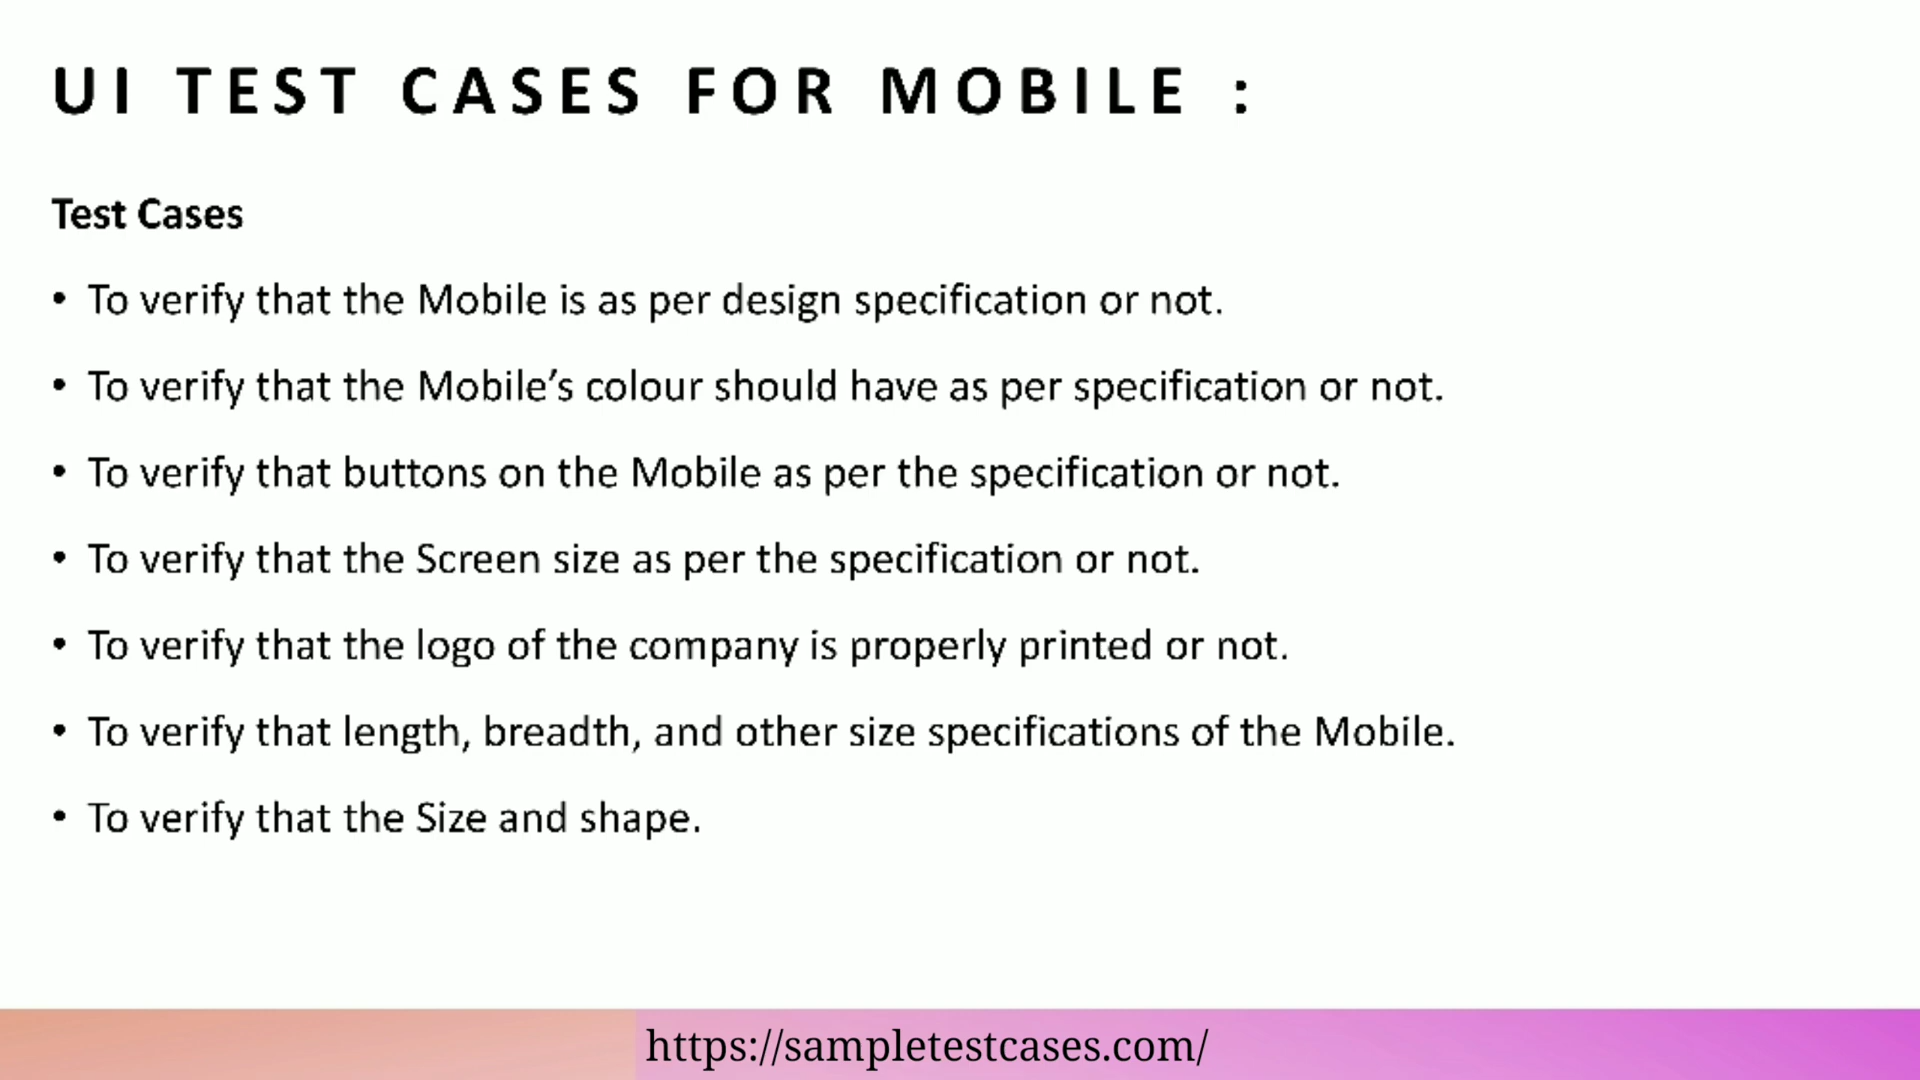 UI TEST CASES FOR MOBILE :
Test Cases
• To verify that the Mobile is as per design specification or not.
• To verify that the Mobile’s colour should have as per specification or not.
• To verify that buttons on the Mobile as per the specification or not.
• To verify that the Screen size as per the specification or not.
• To verify that the logo of the company is properly printed or not.
• To verify that length, breadth, and other size specifications of the Mobile.
• To verify that the Size and shape.
https://sampletestcases.com/